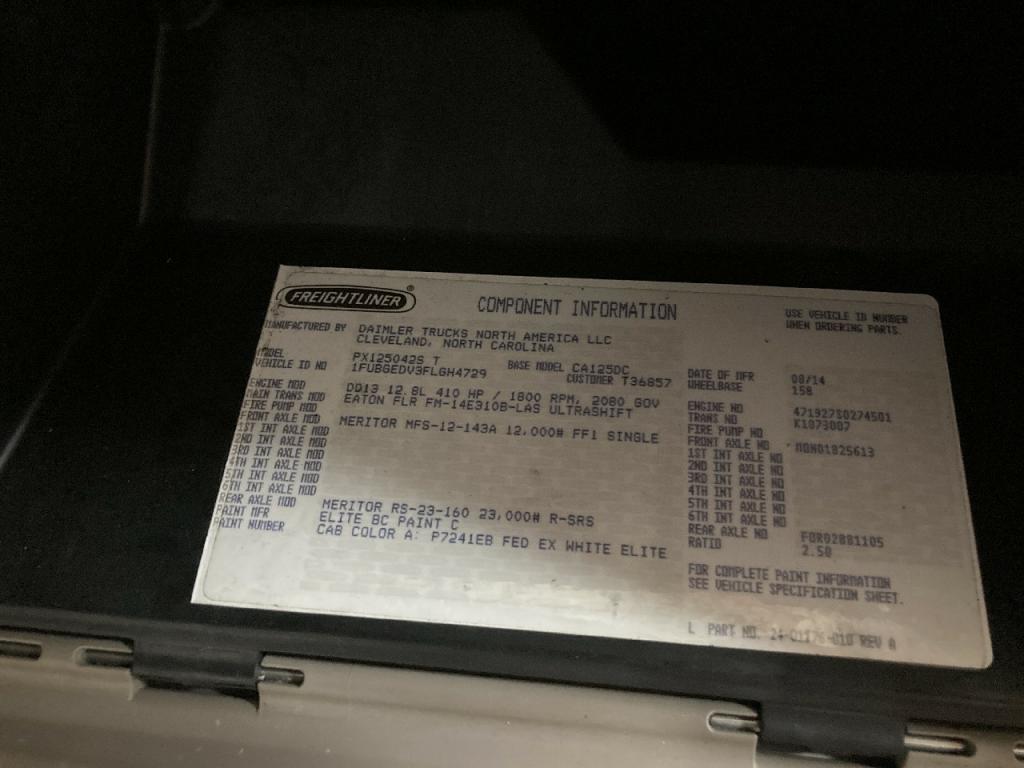 FREIGHTLINER®
COMPONENT INFORMATION
USE VEHICLE ID NUMBER
WHEN ORDERING PARTS.
MANUFACTURED BY DAIMLER TRUCKS NORTH AMERICA LLC
CLEVELAND, NORTH CAROLINA
MODEL PX125042S T BASE MODEL CA125DC DATE OF MFR 08/14
VEHICLE ID NO 1FUBGEDV3FLGH4729 CUSTOMER T36857 WHEELBASE 158
ENGINE MOD DD13 12.8L 410 HP / 1800 RPM, 2080 GOV ENGINE NO 471927S0274501
MAIN TRANS MOD EATON FLR FM-14E310B-LAS ULTRASHIFT TRANS NO K1073007
FIRE PUMP MOD FIRE PUMP NO
FRONT AXLE MOD MERITOR MFS-12-143A 12,000# FF1 SINGLE FRONT AXLE NO
1ST INT AXLE MOD 1ST INT AXLE NO
2ND INT AXLE MOD 2ND INT AXLE NO
3RD INT AXLE MOD 3RD INT AXLE NO
4TH INT AXLE MOD 4TH INT AXLE NO
5TH INT AXLE MOD 5TH INT AXLE NO
6TH INT AXLE MOD 6TH INT AXLE NO
REAR AXLE MOD MERITOR RS-23-160 23,000# R-SRS REAR AXLE NO FOR02881105
PAINT MFR ELITE BC PAINT C RATIO 2.50
PAINT NUMBER CAB COLOR A: P7241EB FED EX WHITE ELITE
FOR COMPLETE PAINT INFORMATION
SEE VEHICLE SPECIFICATION SHEET.
L PART NO. 24-01176-010 REV A